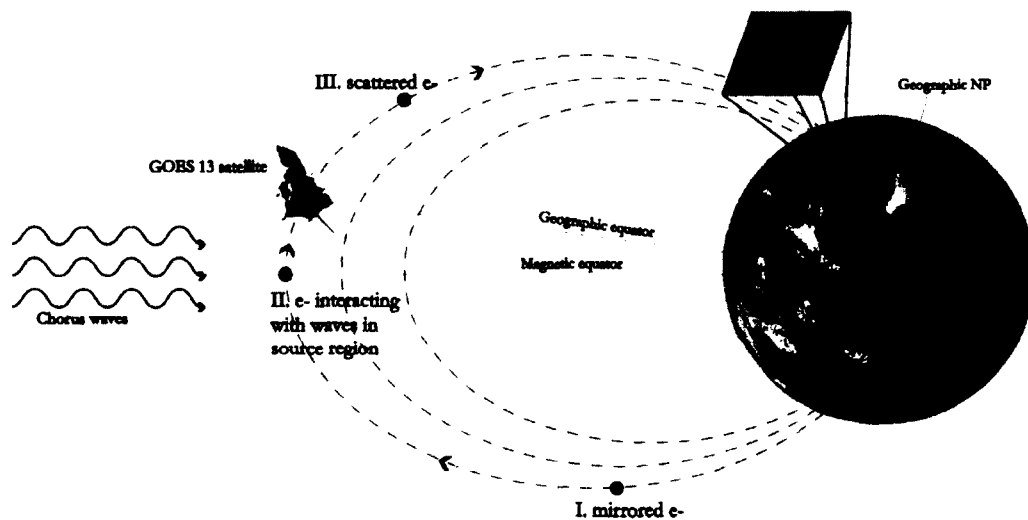 III. scattered e-
Geographic NP
GOES 13 satellite
Geographic equator
Magnetic equator
II. e- interacting
with waves in
source region
Chorus waves
I. mirrored e-